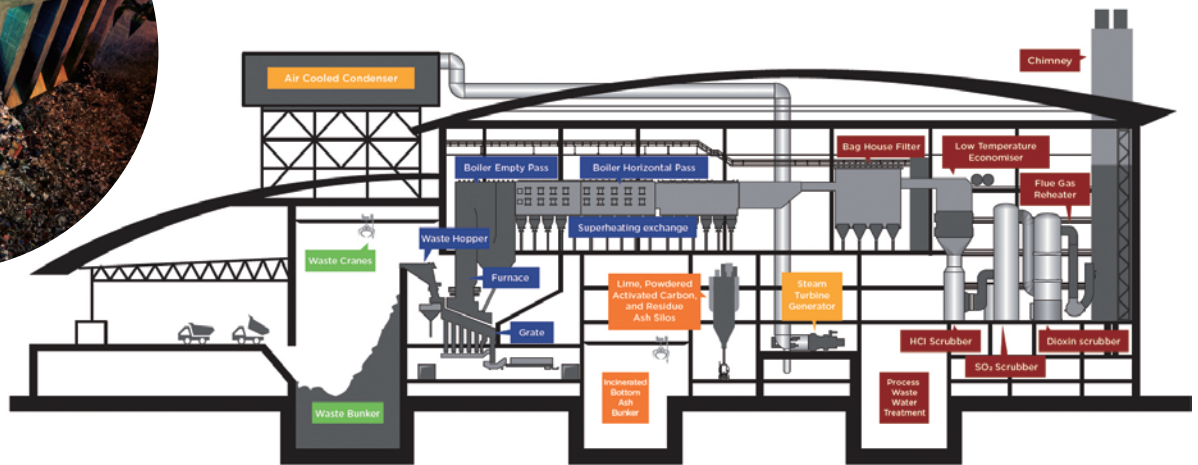 Air Cooled Condenser
Chimney
Boiler Empty Pass
Boiler Horizontal Pass
Bag House Filter
Low Temperature
Economiser
Flue Gas
Reheater
Waste Cranes
Waste Hopper
Superheating exchange
Furnace
Lime, Powdered
Activated Carbon,
and Residue
Ash Silos
Steam
Turbine
Generator
Grate
HCl Scrubber
SO₂ Scrubber
Dioxin scrubber
Waste Bunker
Incinerated
Bottom
Ash
Bunker
Process
Waste
Water
Treatment